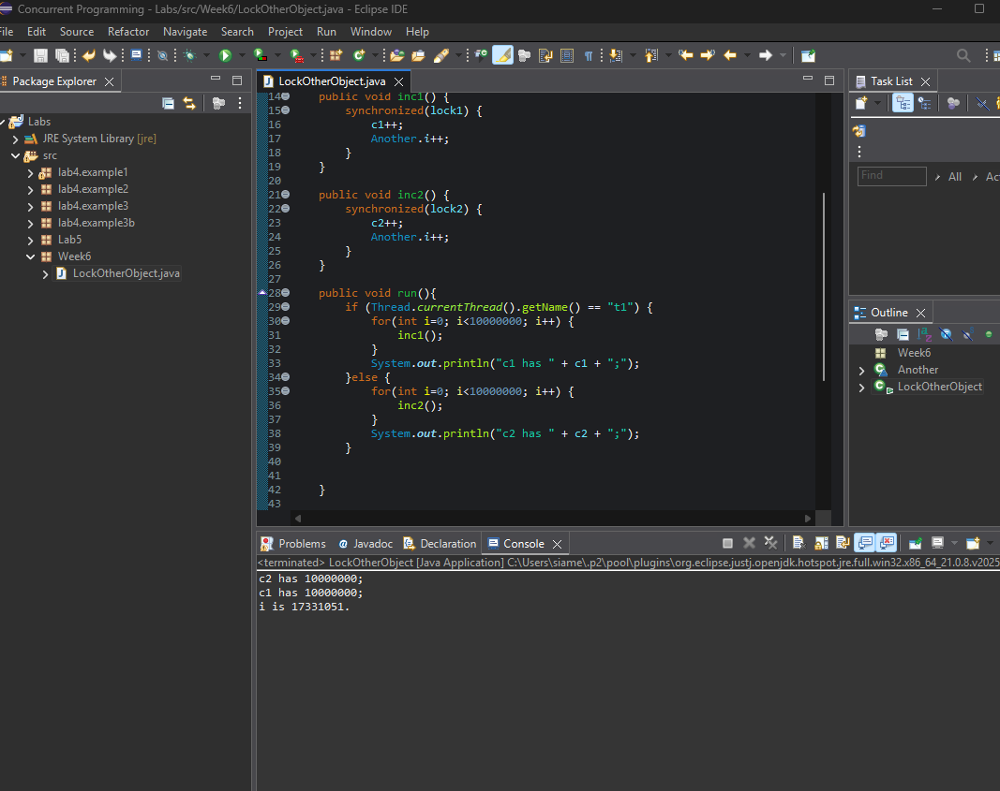 Concurrent Programming - Labs/src/Week6/LockOtherObject.java - Eclipse IDE
File Edit Source Refactor Navigate Search Project Run Window Help
Package Explorer
Labs
JRE System Library [jre]
src
lab4.example1
lab4.example2
lab4.example3
lab4.example3b
Lab5
Week6
LockOtherObject.java
LockOtherObject.java
14 public void inc1() {
15 synchronized(lock1) {
16 c1++;
17 Another.i++;
18 }
19 }
20
21 public void inc2() {
22 synchronized(lock2) {
23 c2++;
24 Another.i++;
25 }
26 }
27
28 public void run(){
29 if (Thread.currentThread().getName() == "t1") {
30 for(int i=0; i<10000000; i++) {
31 inc1();
32 }
33 System.out.println("c1 has " + c1 + ";");
34 }else {
35 for(int i=0; i<10000000; i++) {
36 inc2();
37 }
38 System.out.println("c2 has " + c2 + ";");
39 }
40
41
42 }
43
Task List
Find
All
Ac
Outline
Week6
Another
LockOtherObject
Problems Javadoc Declaration Console
<terminated> LockOtherObject [Java Application] C:\Users\siame\.p2\pool\plugins\org.eclipse.justj.openjdk.hotspot.jre.full.win32.x86_64_21.0.8.v2025
c2 has 10000000;
c1 has 10000000;
i is 17331051.